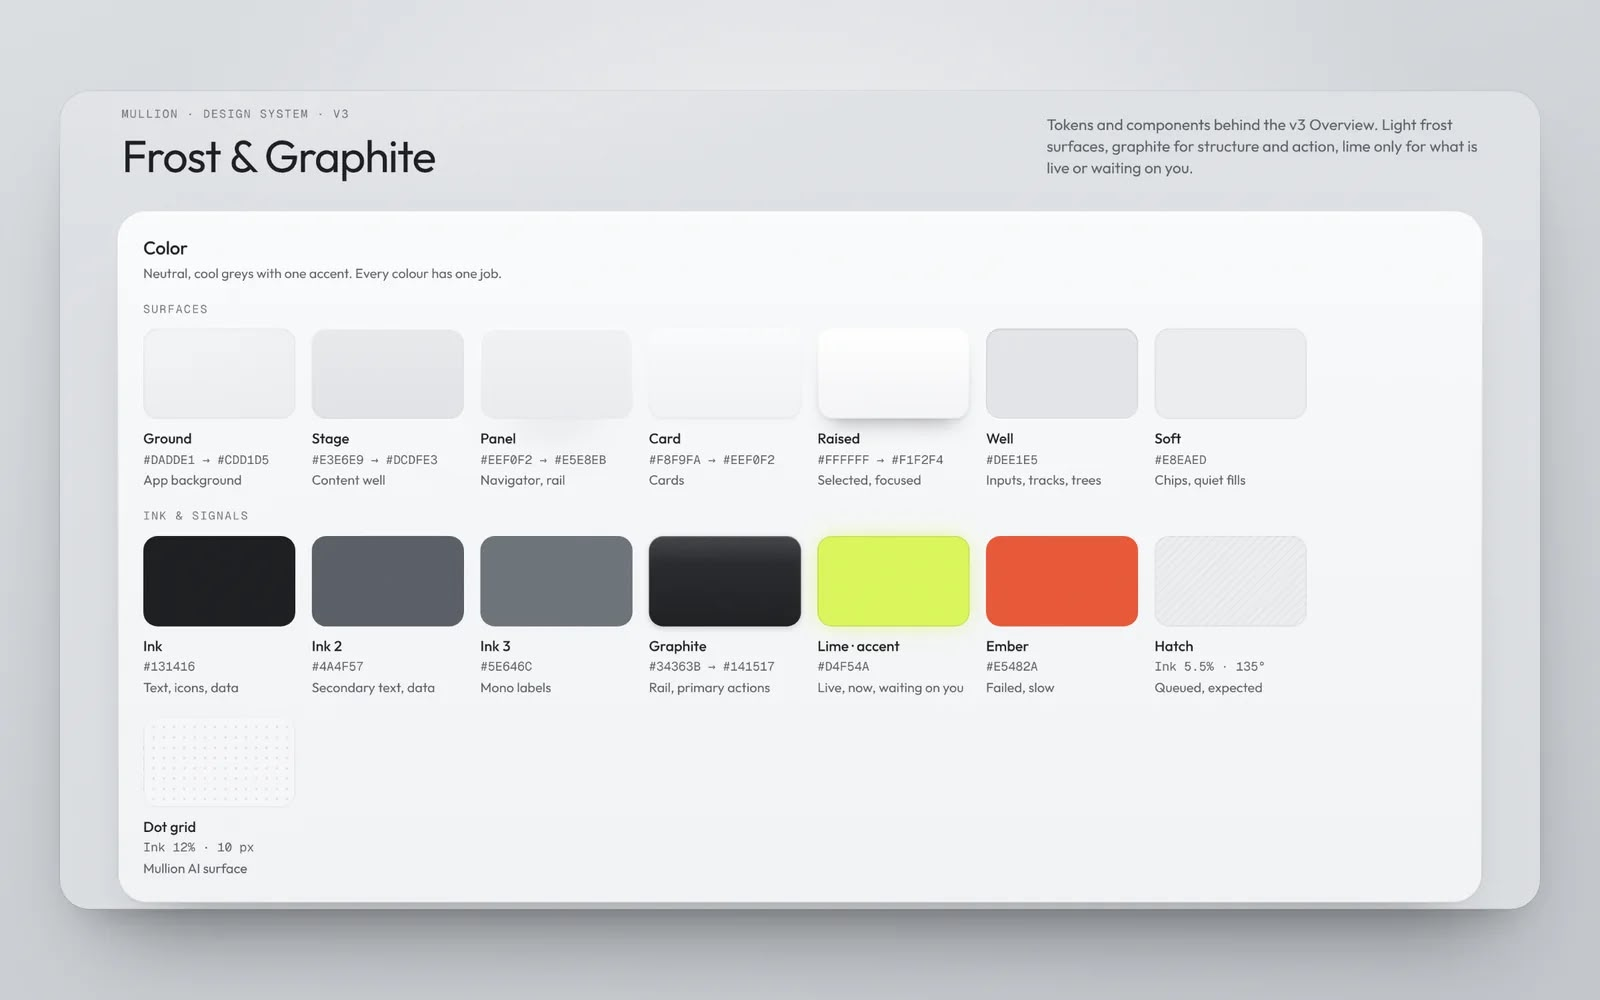 MULLION · DESIGN SYSTEM · V3
Frost & Graphite
Tokens and components behind the v3 Overview. Light frost
surfaces, graphite for structure and action, lime only for what is
live or waiting on you.
Color
Neutral, cool greys with one accent. Every colour has one job.
SURFACES
Ground
#DADDE1 → #CDD1D5
App background
Stage
#E3E6E9 → #DCDFE3
Content well
Panel
#EEF0F2 → #E5E8EB
Navigator, rail
Card
#F8F9FA → #EEF0F2
Cards
Raised
#FFFFFF → #F1F2F4
Selected, focused
Well
#DEE1E5
Inputs, tracks, trees
Soft
#E8EAED
Chips, quiet fills
INK & SIGNALS
Ink
#131416
Text, icons, data
Ink 2
#4A4F57
Secondary text, data
Ink 3
#5E646C
Mono labels
Graphite
#34363B → #141517
Rail, primary actions
Lime · accent
#D4F54A
Live, now, waiting on you
Ember
#E5482A
Failed, slow
Hatch
Ink 5.5% · 135°
Queued, expected
Dot grid
Ink 12% · 10 px
Mullion AI surface